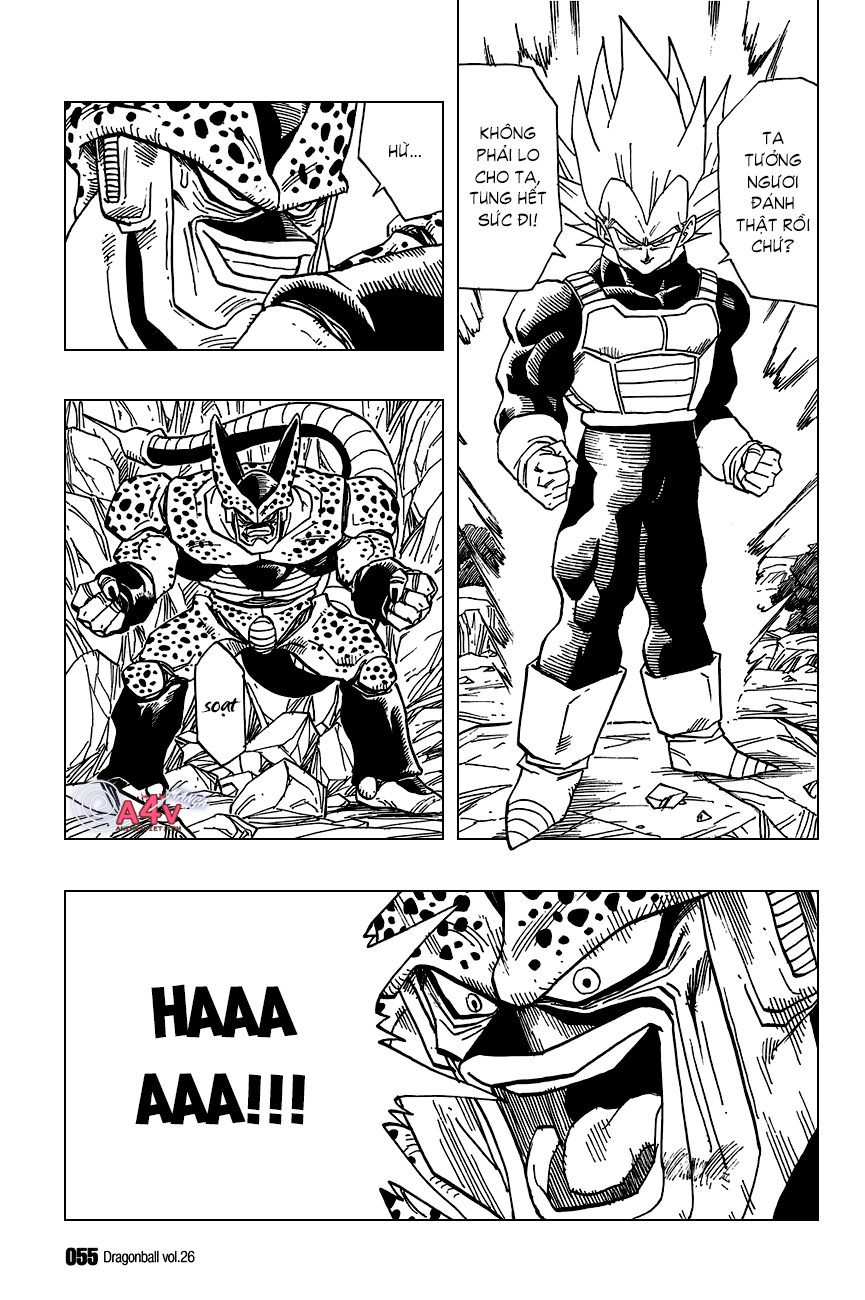 TA
TƯỞNG
NGƯƠI
ĐÁNH
THẬT RỒI
CHỨ?
KHÔNG
PHẢI LO
CHO TA,
TUNG HẾT
SỨC ĐI!
HỪ...
soạt
A4V
HAAA
AAA!!!
055 Dragonball vol.26